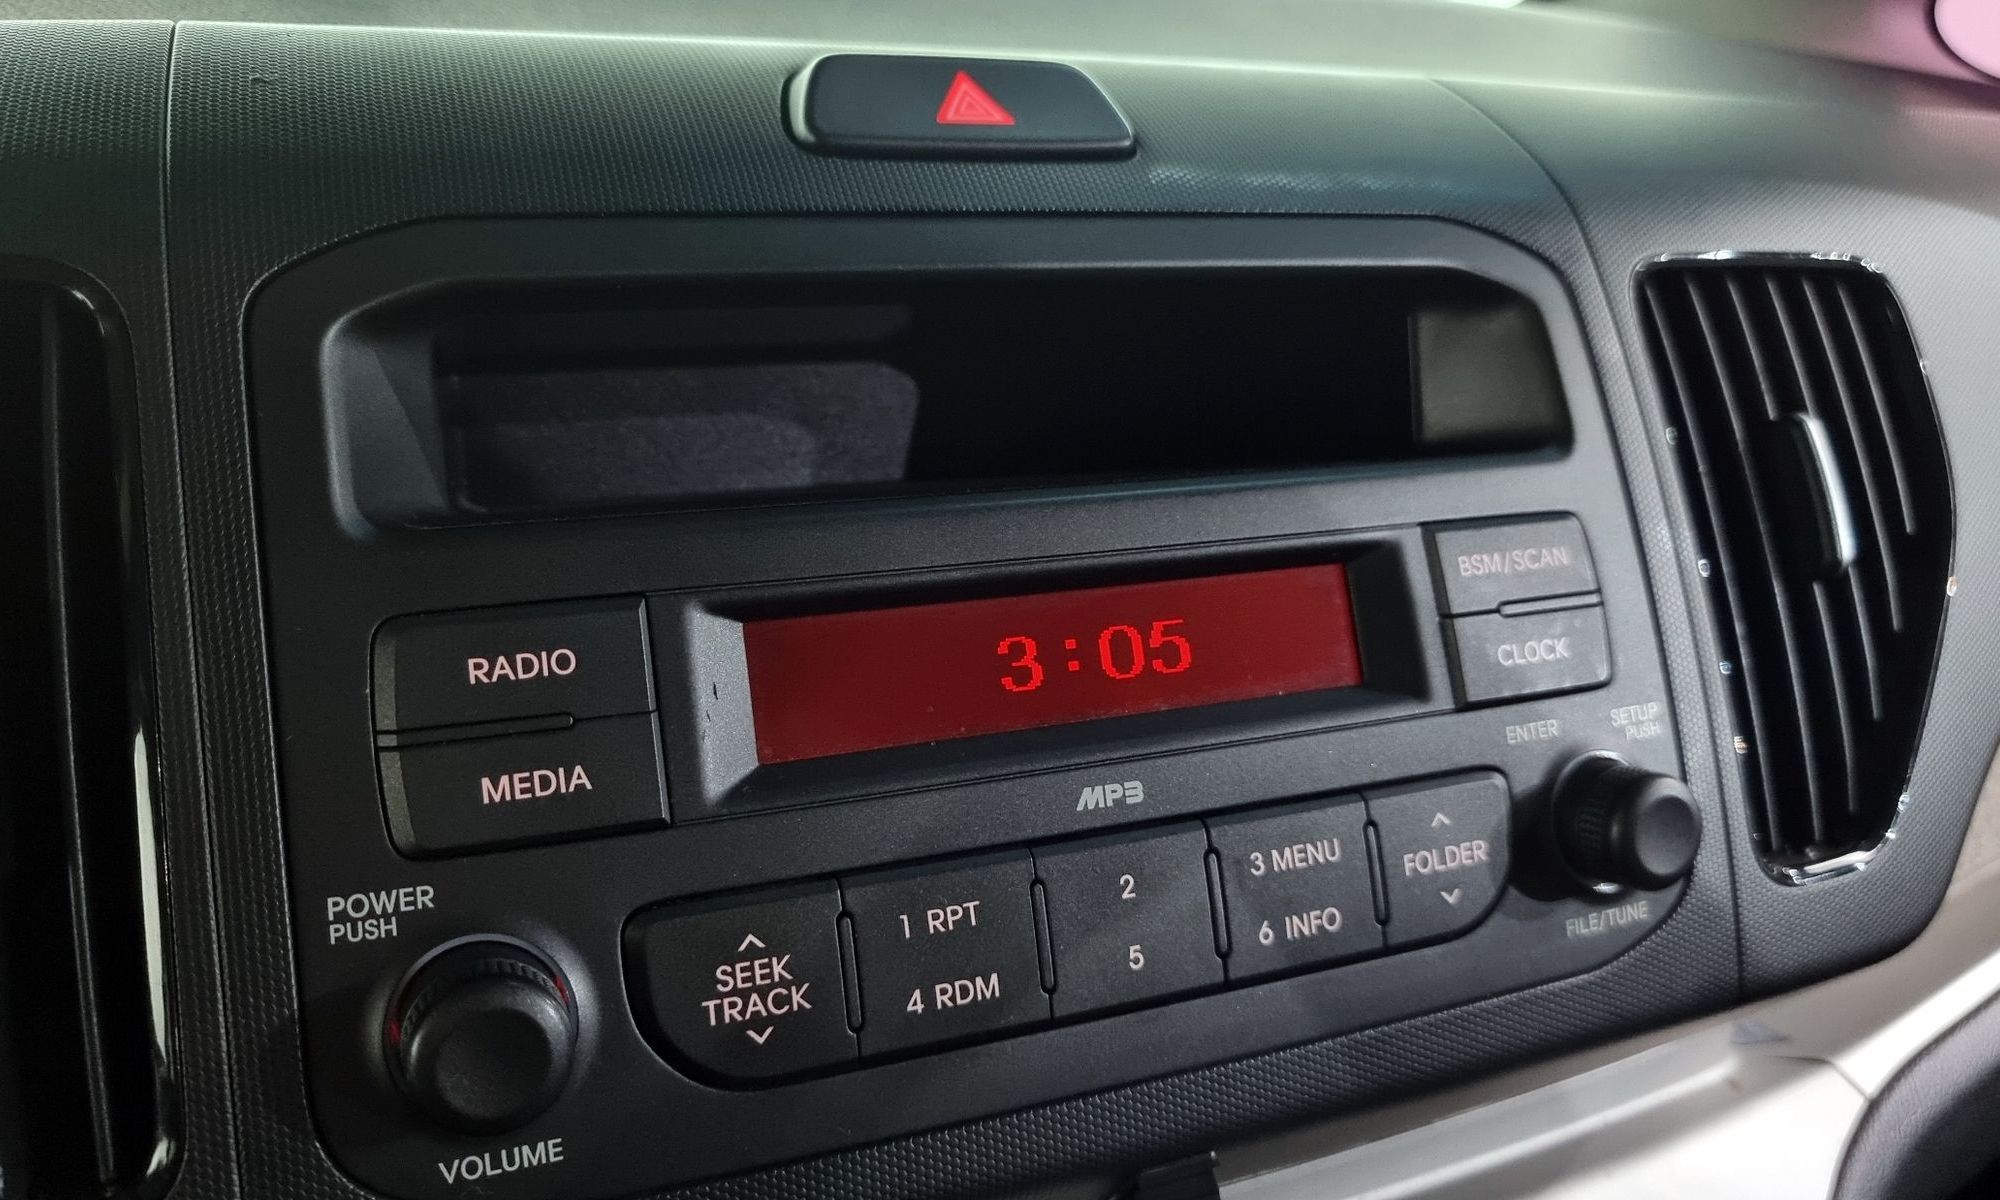 BSM/SCAN
3:05
RADIO
CLOCK
ENTER
SETUP
PUSH
MEDIA
MP3
3 MENU
FOLDER
2
1 RPT
POWER
PUSH
6 INFO
FILE/TUNE
5
SEEK
TRACK
4 RDM
VOLUME